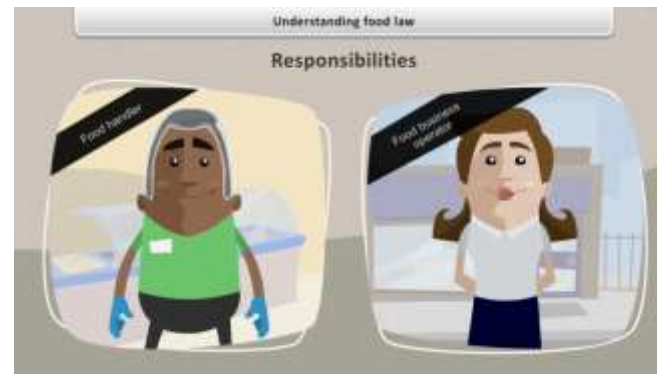 Understanding food law
Responsibilities
Food handler
Food business
operator